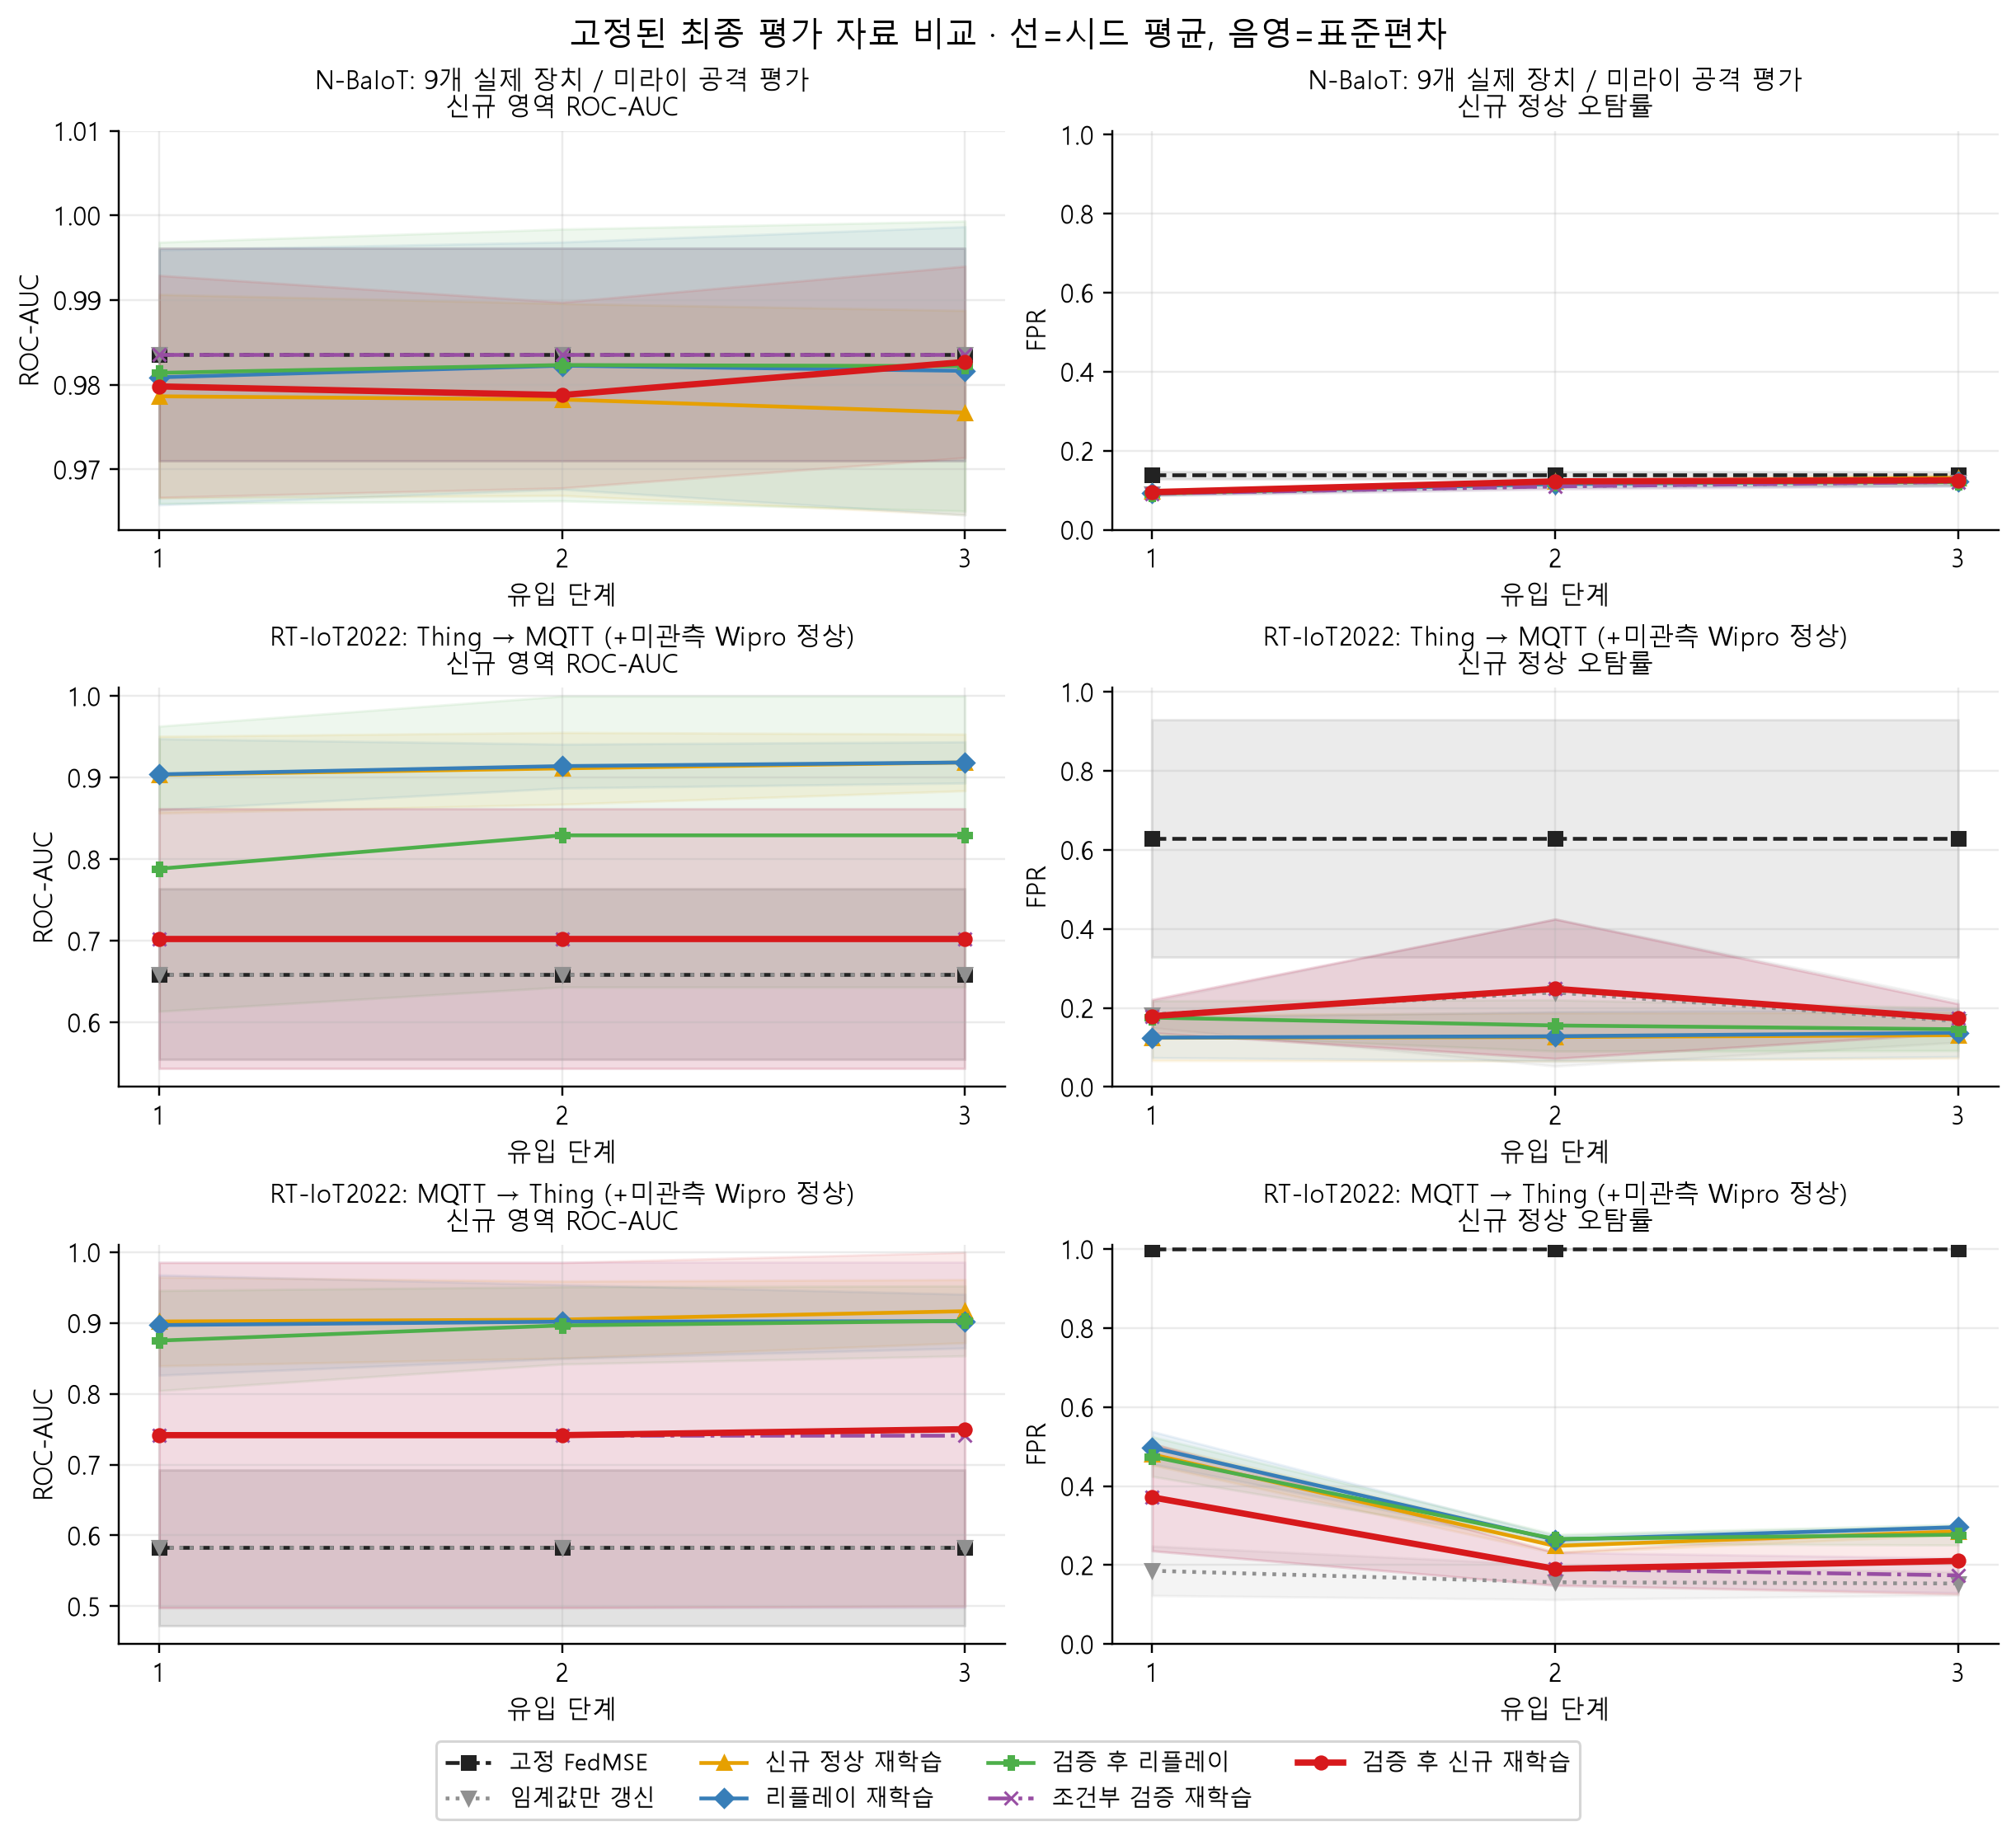 고정된 최종 평가 자료 비교 · 선=시드 평균, 음영=표준편차
N-BaIoT: 9개 실제 장치 / 미라이 공격 평가
신규 영역 ROC-AUC
1.01
1.00
0.99
0.98
0.97
ROC-AUC
1
2
3
유입 단계
N-BaIoT: 9개 실제 장치 / 미라이 공격 평가
신규 정상 오탐률
1.0
0.8
0.6
0.4
0.2
0.0
FPR
1
2
3
유입 단계
RT-IoT2022: Thing → MQTT (+미관측 Wipro 정상)
신규 영역 ROC-AUC
1.0
0.9
0.8
0.7
0.6
ROC-AUC
1
2
3
유입 단계
RT-IoT2022: Thing → MQTT (+미관측 Wipro 정상)
신규 정상 오탐률
1.0
0.8
0.6
0.4
0.2
0.0
FPR
1
2
3
유입 단계
RT-IoT2022: MQTT → Thing (+미관측 Wipro 정상)
신규 영역 ROC-AUC
1.0
0.9
0.8
0.7
0.6
0.5
ROC-AUC
1
2
3
유입 단계
RT-IoT2022: MQTT → Thing (+미관측 Wipro 정상)
신규 정상 오탐률
1.0
0.8
0.6
0.4
0.2
0.0
FPR
1
2
3
유입 단계
고정 FedMSE
임계값만 갱신
신규 정상 재학습
리플레이 재학습
검증 후 리플레이
조건부 검증 재학습
검증 후 신규 재학습